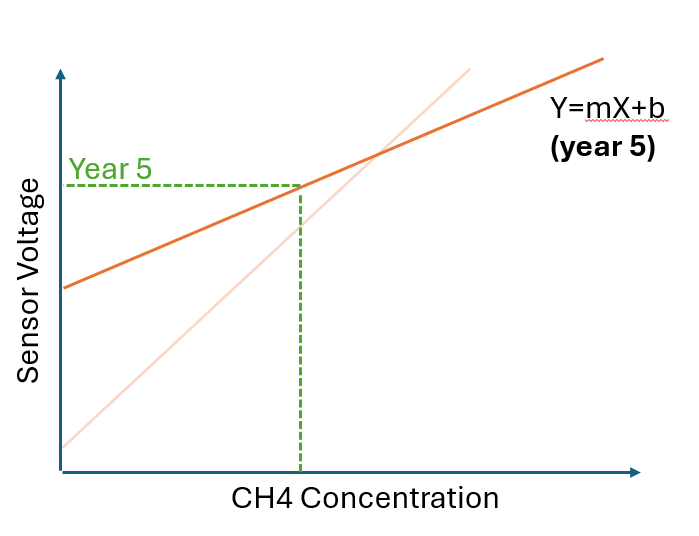 Y=mX+b
(year 5)
Year 5
Sensor Voltage
CH4 Concentration